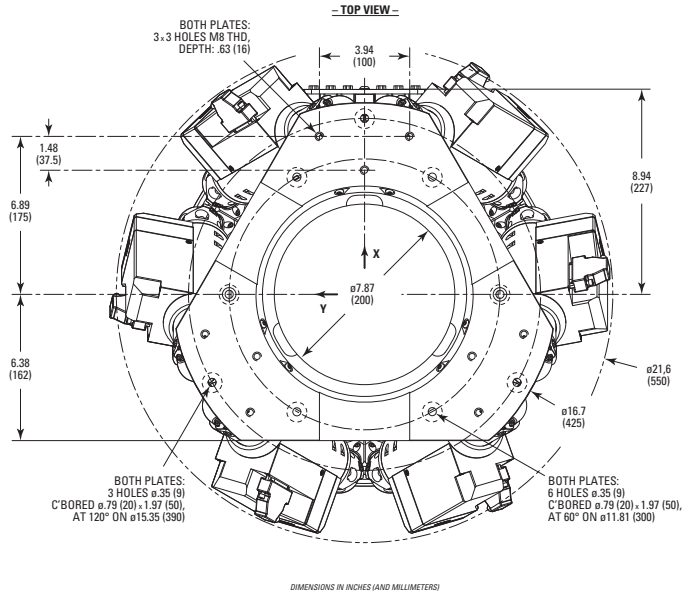 – TOP VIEW –
BOTH PLATES:
3 x 3 HOLES M8 THD,
DEPTH: .63 (16)
3.94
(100)
1.48
(37.5)
8.94
(227)
6.89
(175)
X
ø7.87
(200)
Y
6.38
(162)
ø21,6
(550)
ø16.7
(425)
BOTH PLATES:
3 HOLES ø.35 (9)
C'BORED ø.79 (20) x 1.97 (50),
AT 120° ON ø15.35 (390)
BOTH PLATES:
6 HOLES ø.35 (9)
C'BORED ø.79 (20) x 1.97 (50),
AT 60° ON ø11.81 (300)
DIMENSIONS IN INCHES (AND MILLIMETERS)